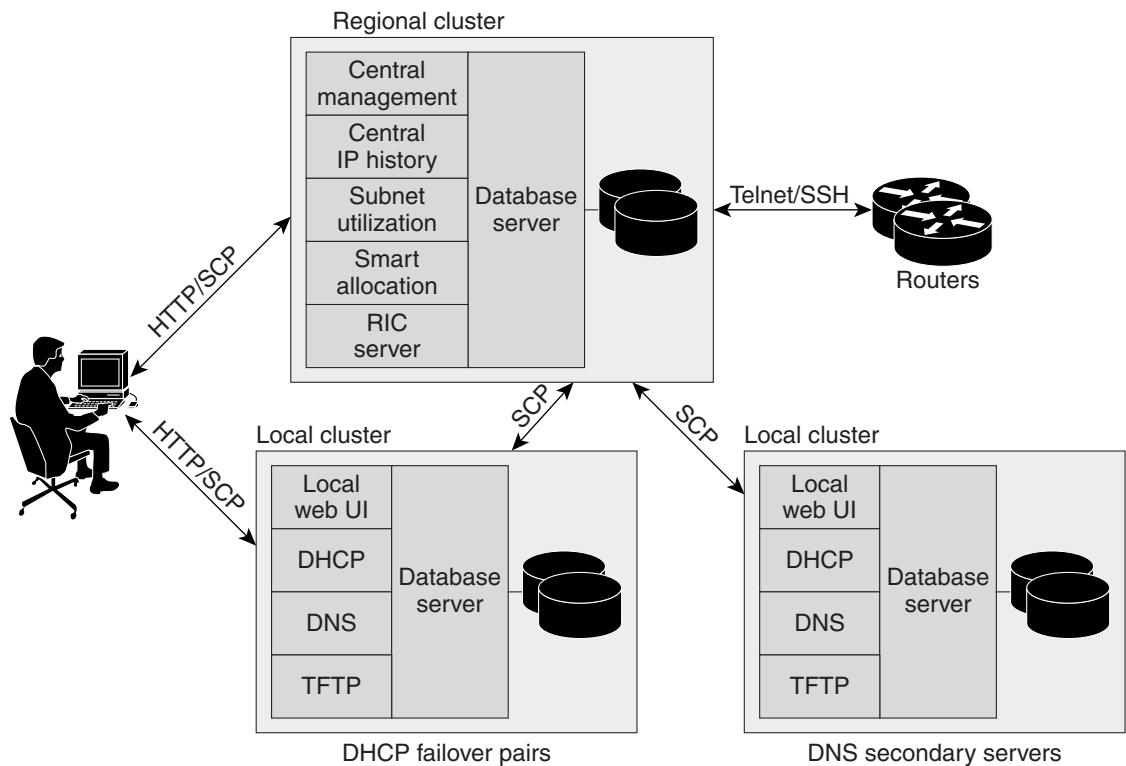 Regional cluster
Central
management
Central
IP history
Subnet
utilization
Smart
allocation
RIC
server
Database
server
Telnet/SSH
Routers
HTTP/SCP
HTTP/SCP
SCP
SCP
Local cluster
Local
web UI
DHCP
DNS
TFTP
Database
server
DHCP failover pairs
Local cluster
Local
web UI
DHCP
DNS
TFTP
Database
server
DNS secondary servers